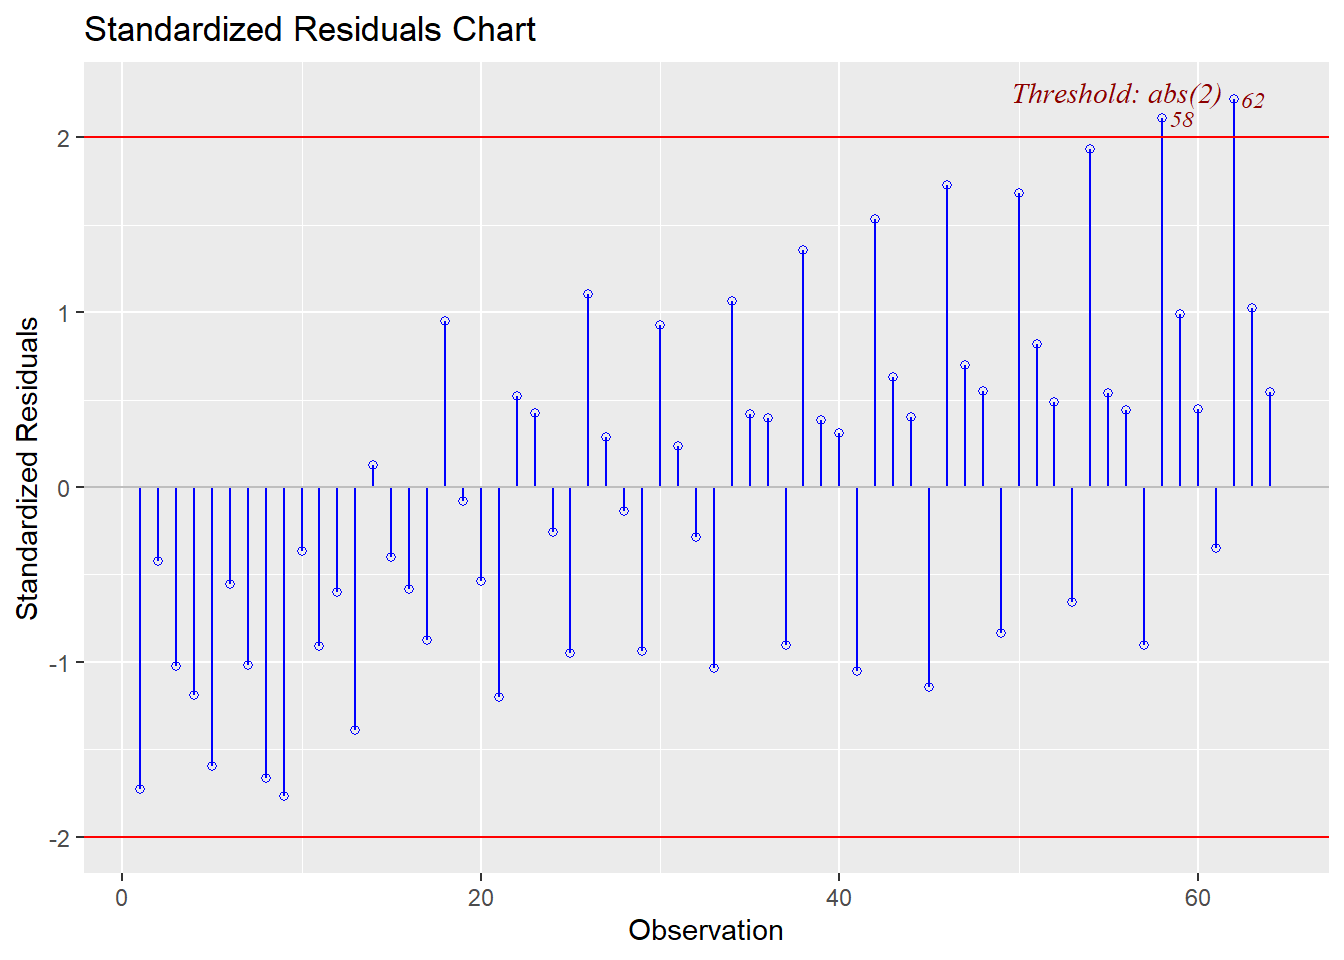 Standardized Residuals Chart
Threshold: abs(2)
62
58
2
1
0
-1
-2
Standardized Residuals
0
20
40
60
Observation